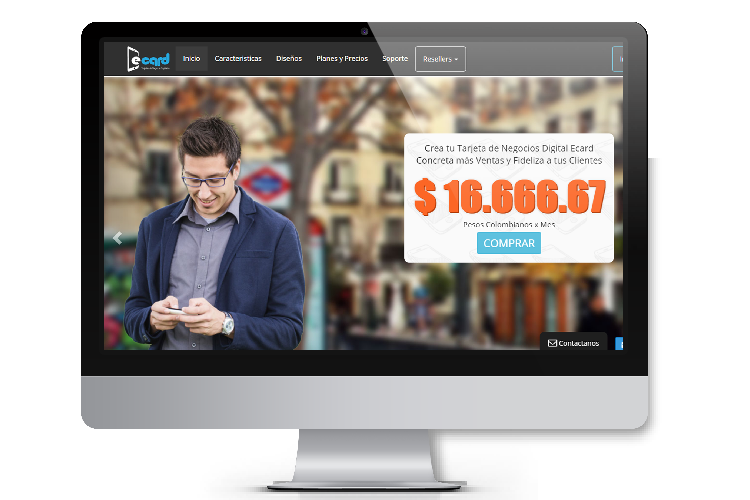 ecard
Inicio
Caracteristicas
Diseños
Planes y Precios
Soporte
Resellers
Crea tu Tarjeta de Negocios Digital Ecard
Concreta más Ventas y Fideliza a tus Clientes
$ 16.666.67
Pesos Colombianos x Mes
COMPRAR
Contactanos